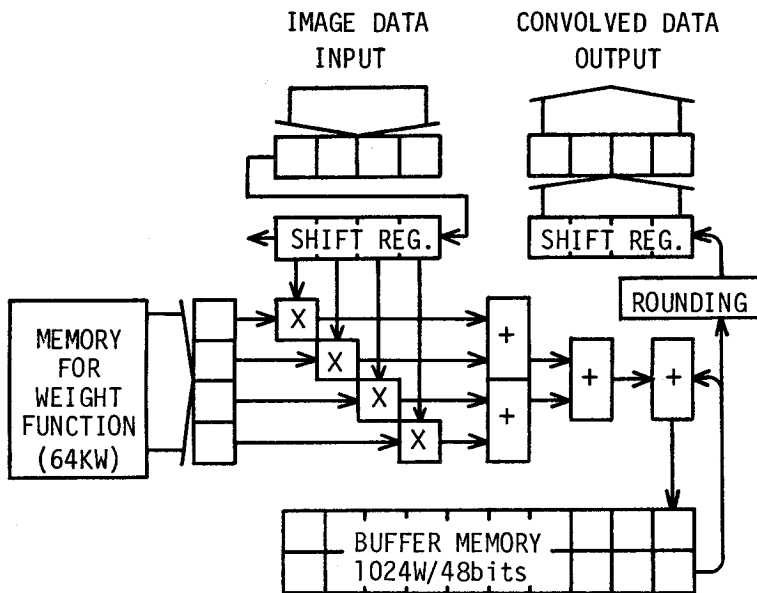 IMAGE DATA
INPUT
CONVOLVED DATA
OUTPUT
SHIFT REG.
SHIFT REG.
ROUNDING
MEMORY
FOR
WEIGHT
FUNCTION
(64KW)
X
X
X
X
+
+
+
+
BUFFER MEMORY
1024W/48bits